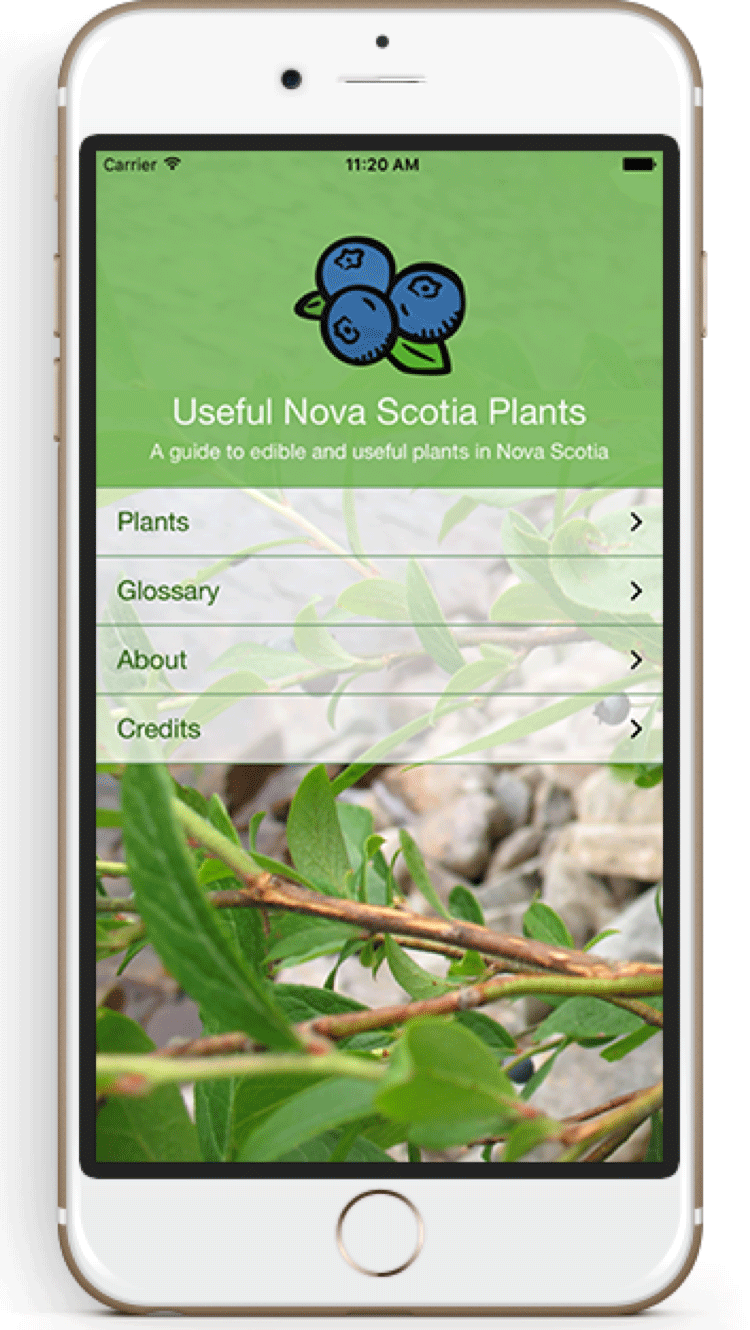 Carrier 11:20 AM
Useful Nova Scotia Plants
A guide to edible and useful plants in Nova Scotia
Plants
Glossary
About
Credits